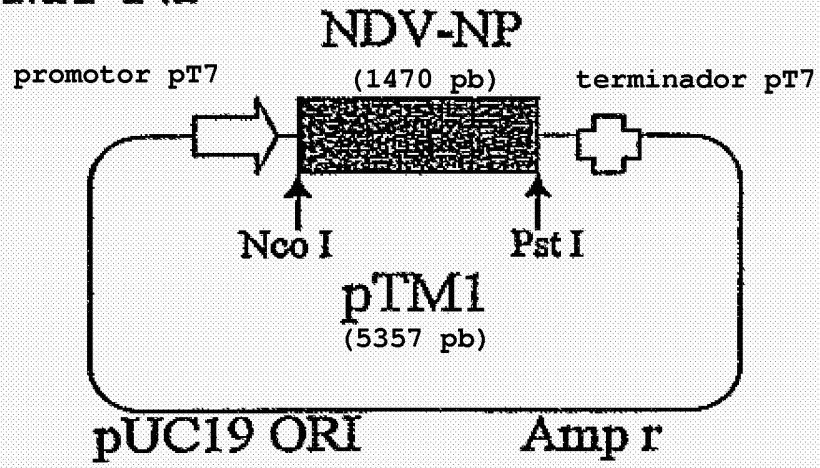 NDV-NP
(1470 pb)
promotor pT7
terminador pT7
Nco I
Pst I
pTM1
(5357 pb)
pUC19 ORI
Amp r